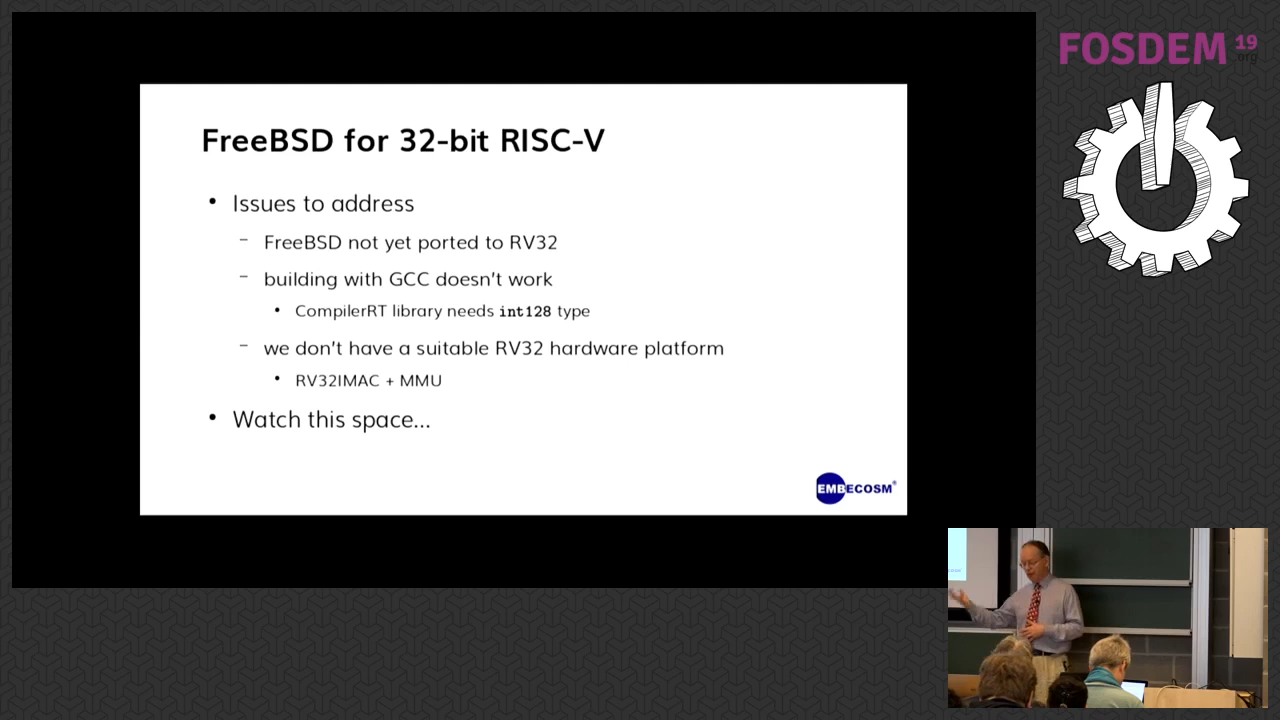 FOSDEM 19
.org
FreeBSD for 32-bit RISC-V
• Issues to address
– FreeBSD not yet ported to RV32
– building with GCC doesn't work
• CompilerRT library needs int128 type
– we don't have a suitable RV32 hardware platform
• RV32IMAC + MMU
• Watch this space...
EMBECOSM®